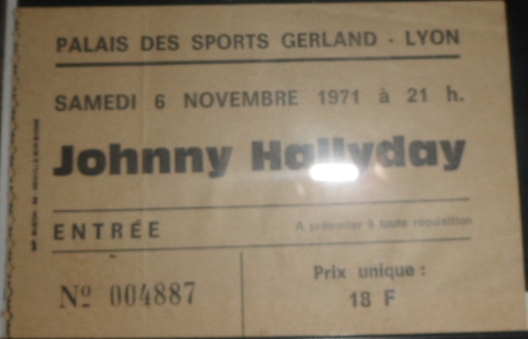 PALAIS DES SPORTS GERLAND - LYON
SAMEDI 6 NOVEMBRE 1971 à 21 h.
Johnny Hallyday
ENTRÉE
A présenter à toute réquisition
Nº 004887
Prix unique :
18 F